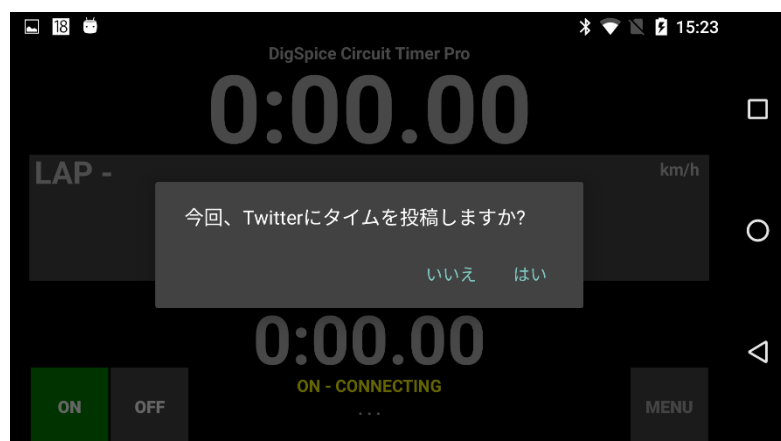 18
15:23
DigSpice Circuit Timer Pro
0:00.00
LAP -
km/h
今回、Twitterにタイムを投稿しますか?
いいえ はい
0:00.00
ON - CONNECTING
...
ON OFF MENU